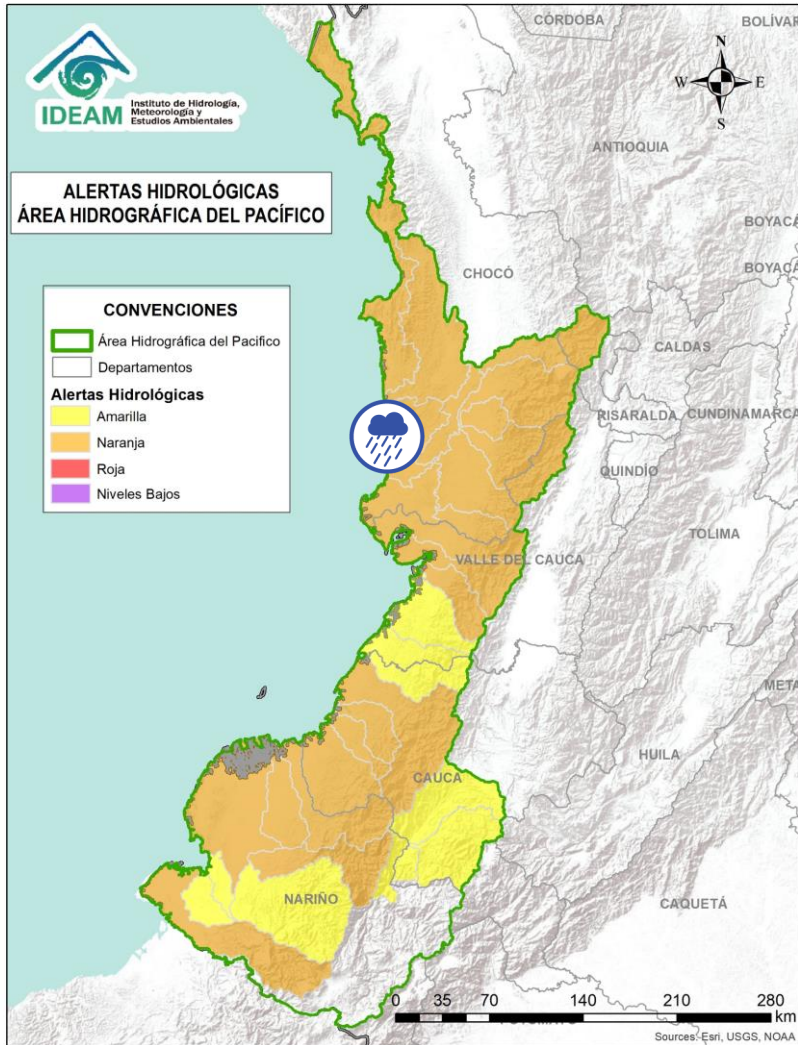 CÓRDOBA
BOLÍVAR
IDEAM
Instituto de Hidrología,
Meteorología y
Estudios Ambientales
N
W
E
S
ANTIOQUIA
ALERTAS HIDROLÓGICAS
ÁREA HIDROGRÁFICA DEL PACÍFICO
BOYACÁ
BOYACÁ
CHOCÓ
CONVENCIONES
Área Hidrográfica del Pacifico
Departamentos
Alertas Hidrológicas
Amarilla
Naranja
Roja
Niveles Bajos
CALDAS
RISARALDA
CUNDINAMARCA
QUINDÍO
TOLIMA
VALLE DEL CAUCA
META
HUILA
CAUCA
NARIÑO
CAQUETÁ
0 35 70 140 210 280
km
Sources: Esri, USGS, NOAA